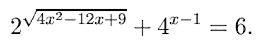 $2^{\sqrt{4x^2-12x+9}} + 4^{x-1} = 6.$